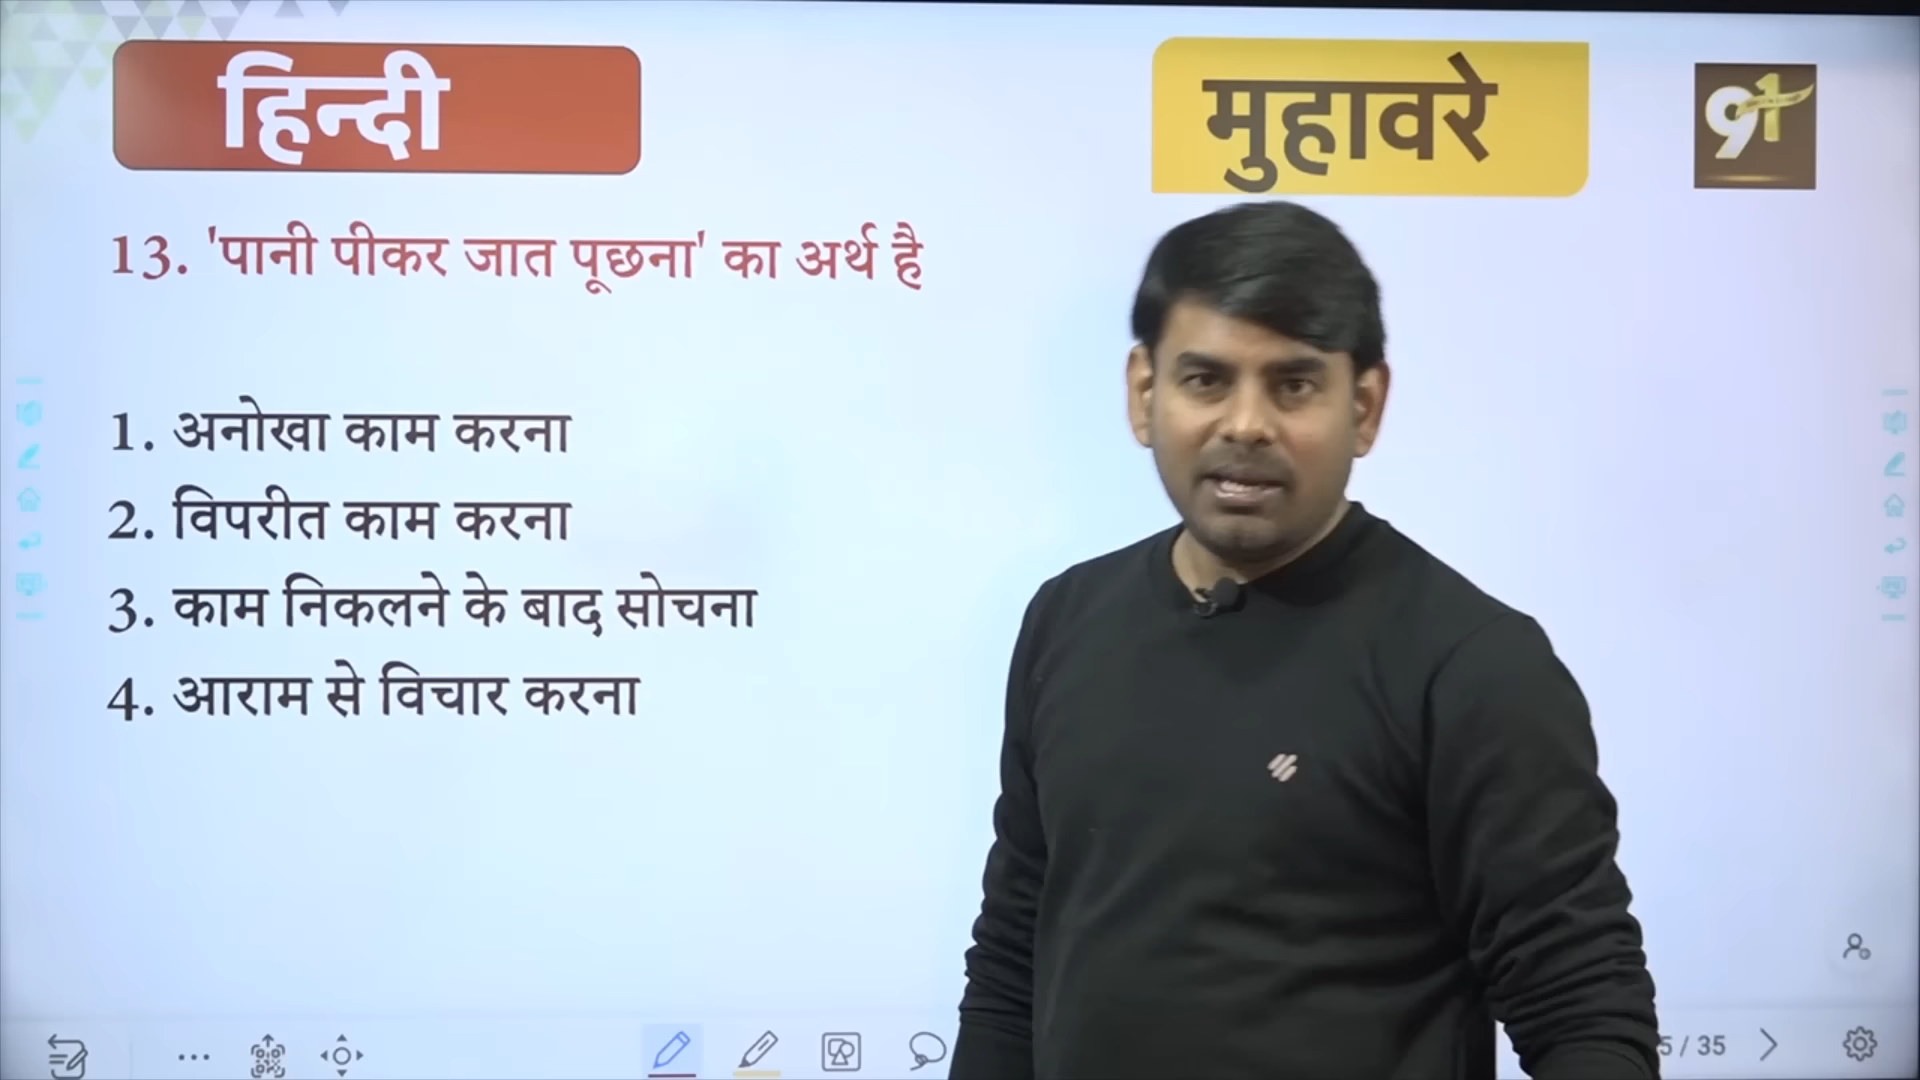 हिन्दी
मुहावरे
91
13. 'पानी पीकर जात पूछना' का अर्थ है
1. अनोखा काम करना
2. विपरीत काम करना
3. काम निकलने के बाद सोचना
4. आराम से विचार करना
5 / 35